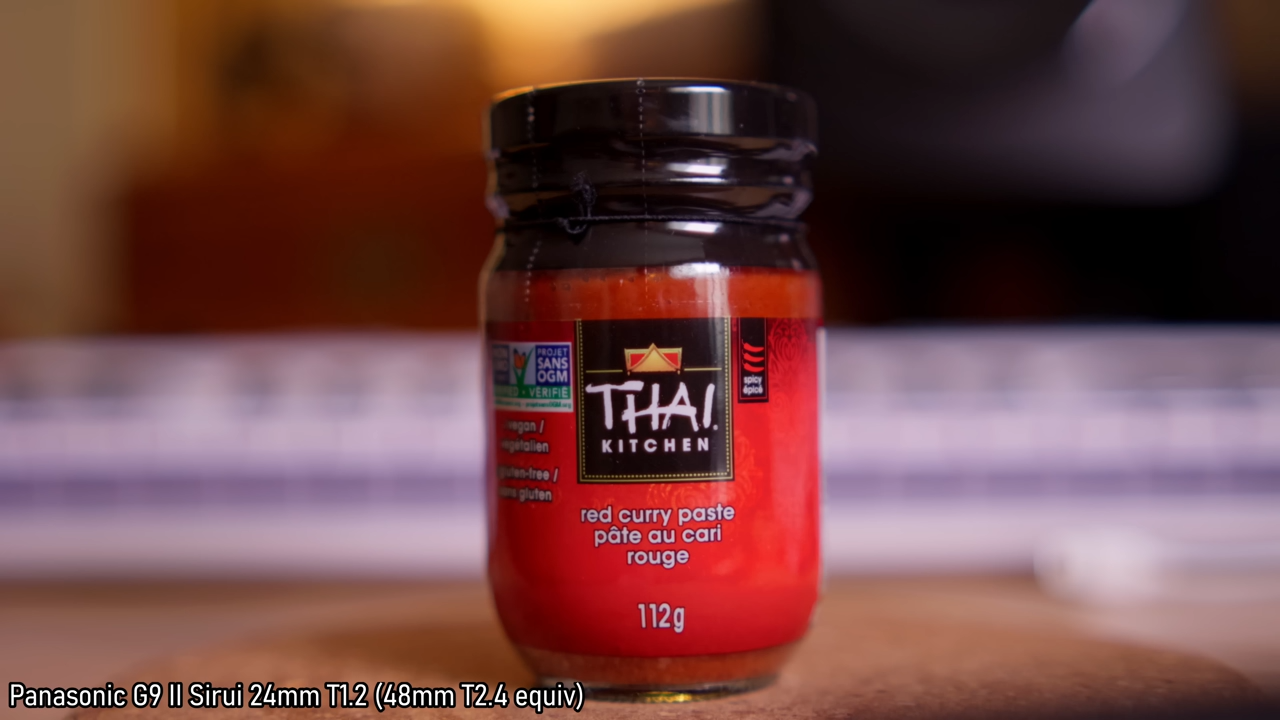 PROJET
SANS
OGM
VÉRIFIÉ
THAI
KITCHEN
spicy
épicé
vegan /
végétalien
gluten-free /
sans gluten
red curry paste
pâte au cari
rouge
112g
Panasonic G9 II Sirui 24mm T1.2 (48mm T2.4 equiv)